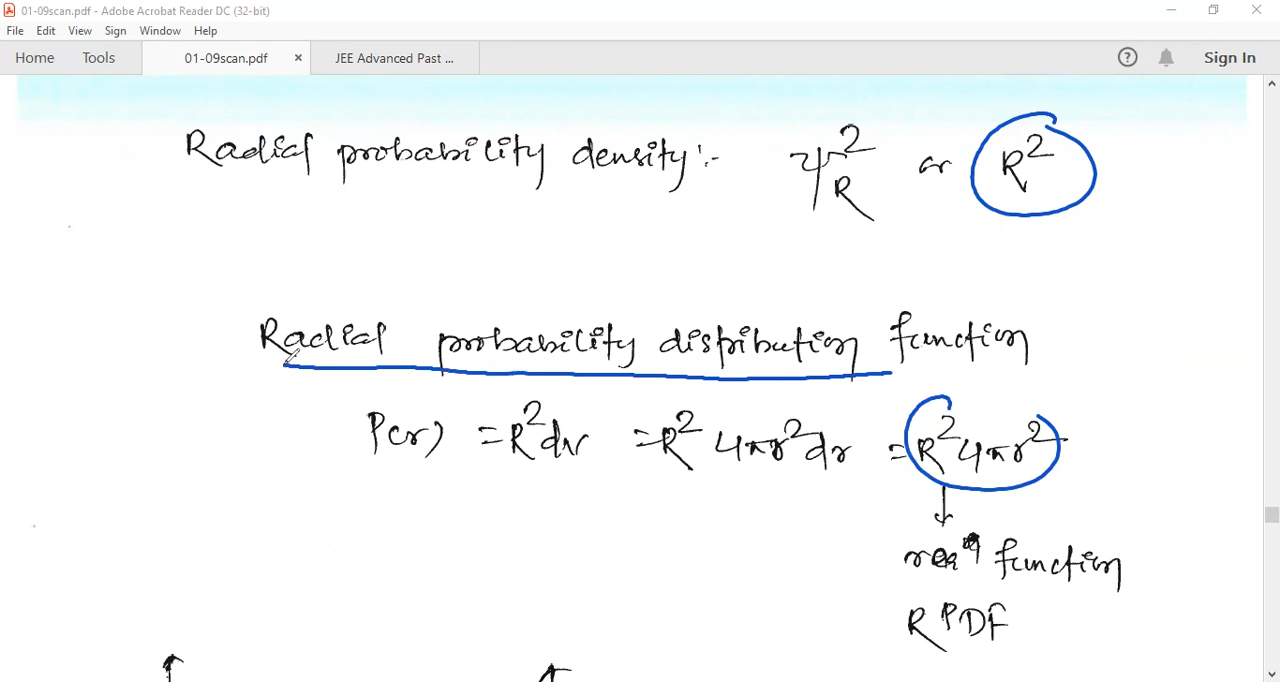 01-09scan.pdf - Adobe Acrobat Reader DC (32-bit)
File Edit View Sign Window Help
Home Tools 01-09scan.pdf × JEE Advanced Past ... Sign In
Radial probability density:- ψ²R or R²
Radial probability distribution function
P(r) = R²dv = R² 4πr²dr = R²4πr²
function
RPDF